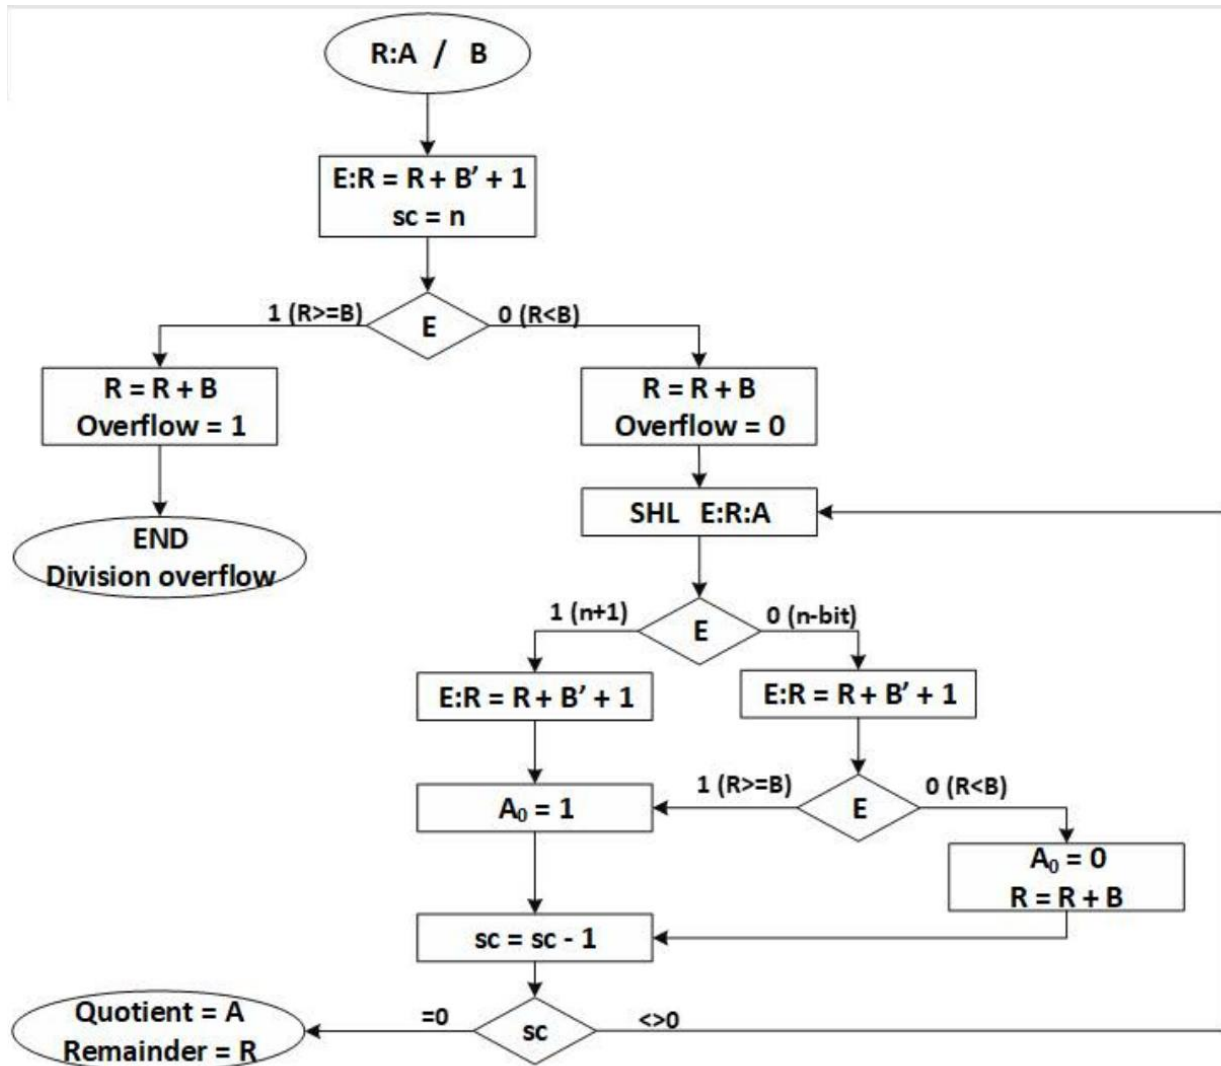 R:A / B
E:R = R + B’ + 1
sc = n
1 (R>=B)
E
0 (R<B)
R = R + B
Overflow = 1
R = R + B
Overflow = 0
END
Division overflow
SHL E:R:A
1 (n+1)
E
0 (n-bit)
E:R = R + B’ + 1
E:R = R + B’ + 1
1 (R>=B)
E
0 (R<B)
A₀ = 1
A₀ = 0
R = R + B
sc = sc - 1
Quotient = A
Remainder = R
=0
sc
<>0